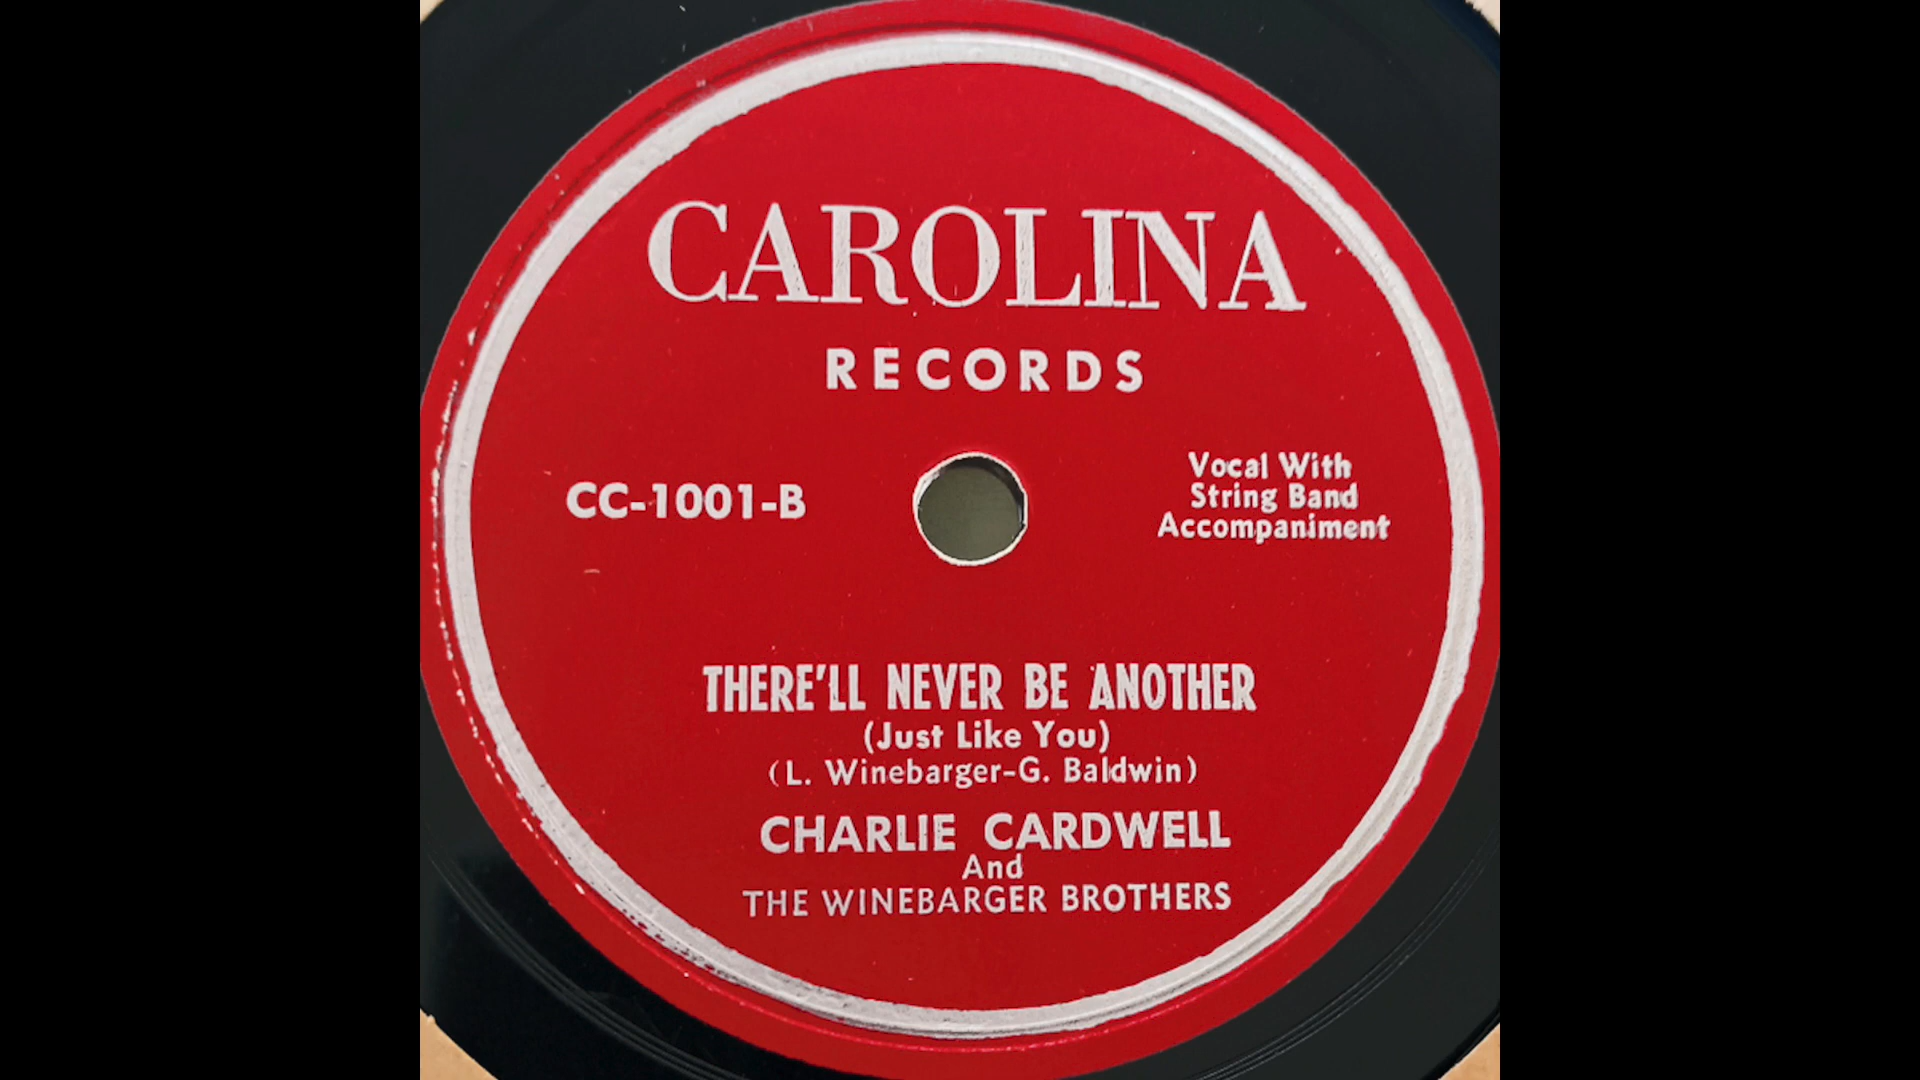 CAROLINA
RECORDS
CC-1001-B
Vocal With
String Band
Accompaniment
THERE'LL NEVER BE ANOTHER
(Just Like You)
(L. Winebarger-G. Baldwin)
CHARLIE CARDWELL
And
THE WINEBARGER BROTHERS